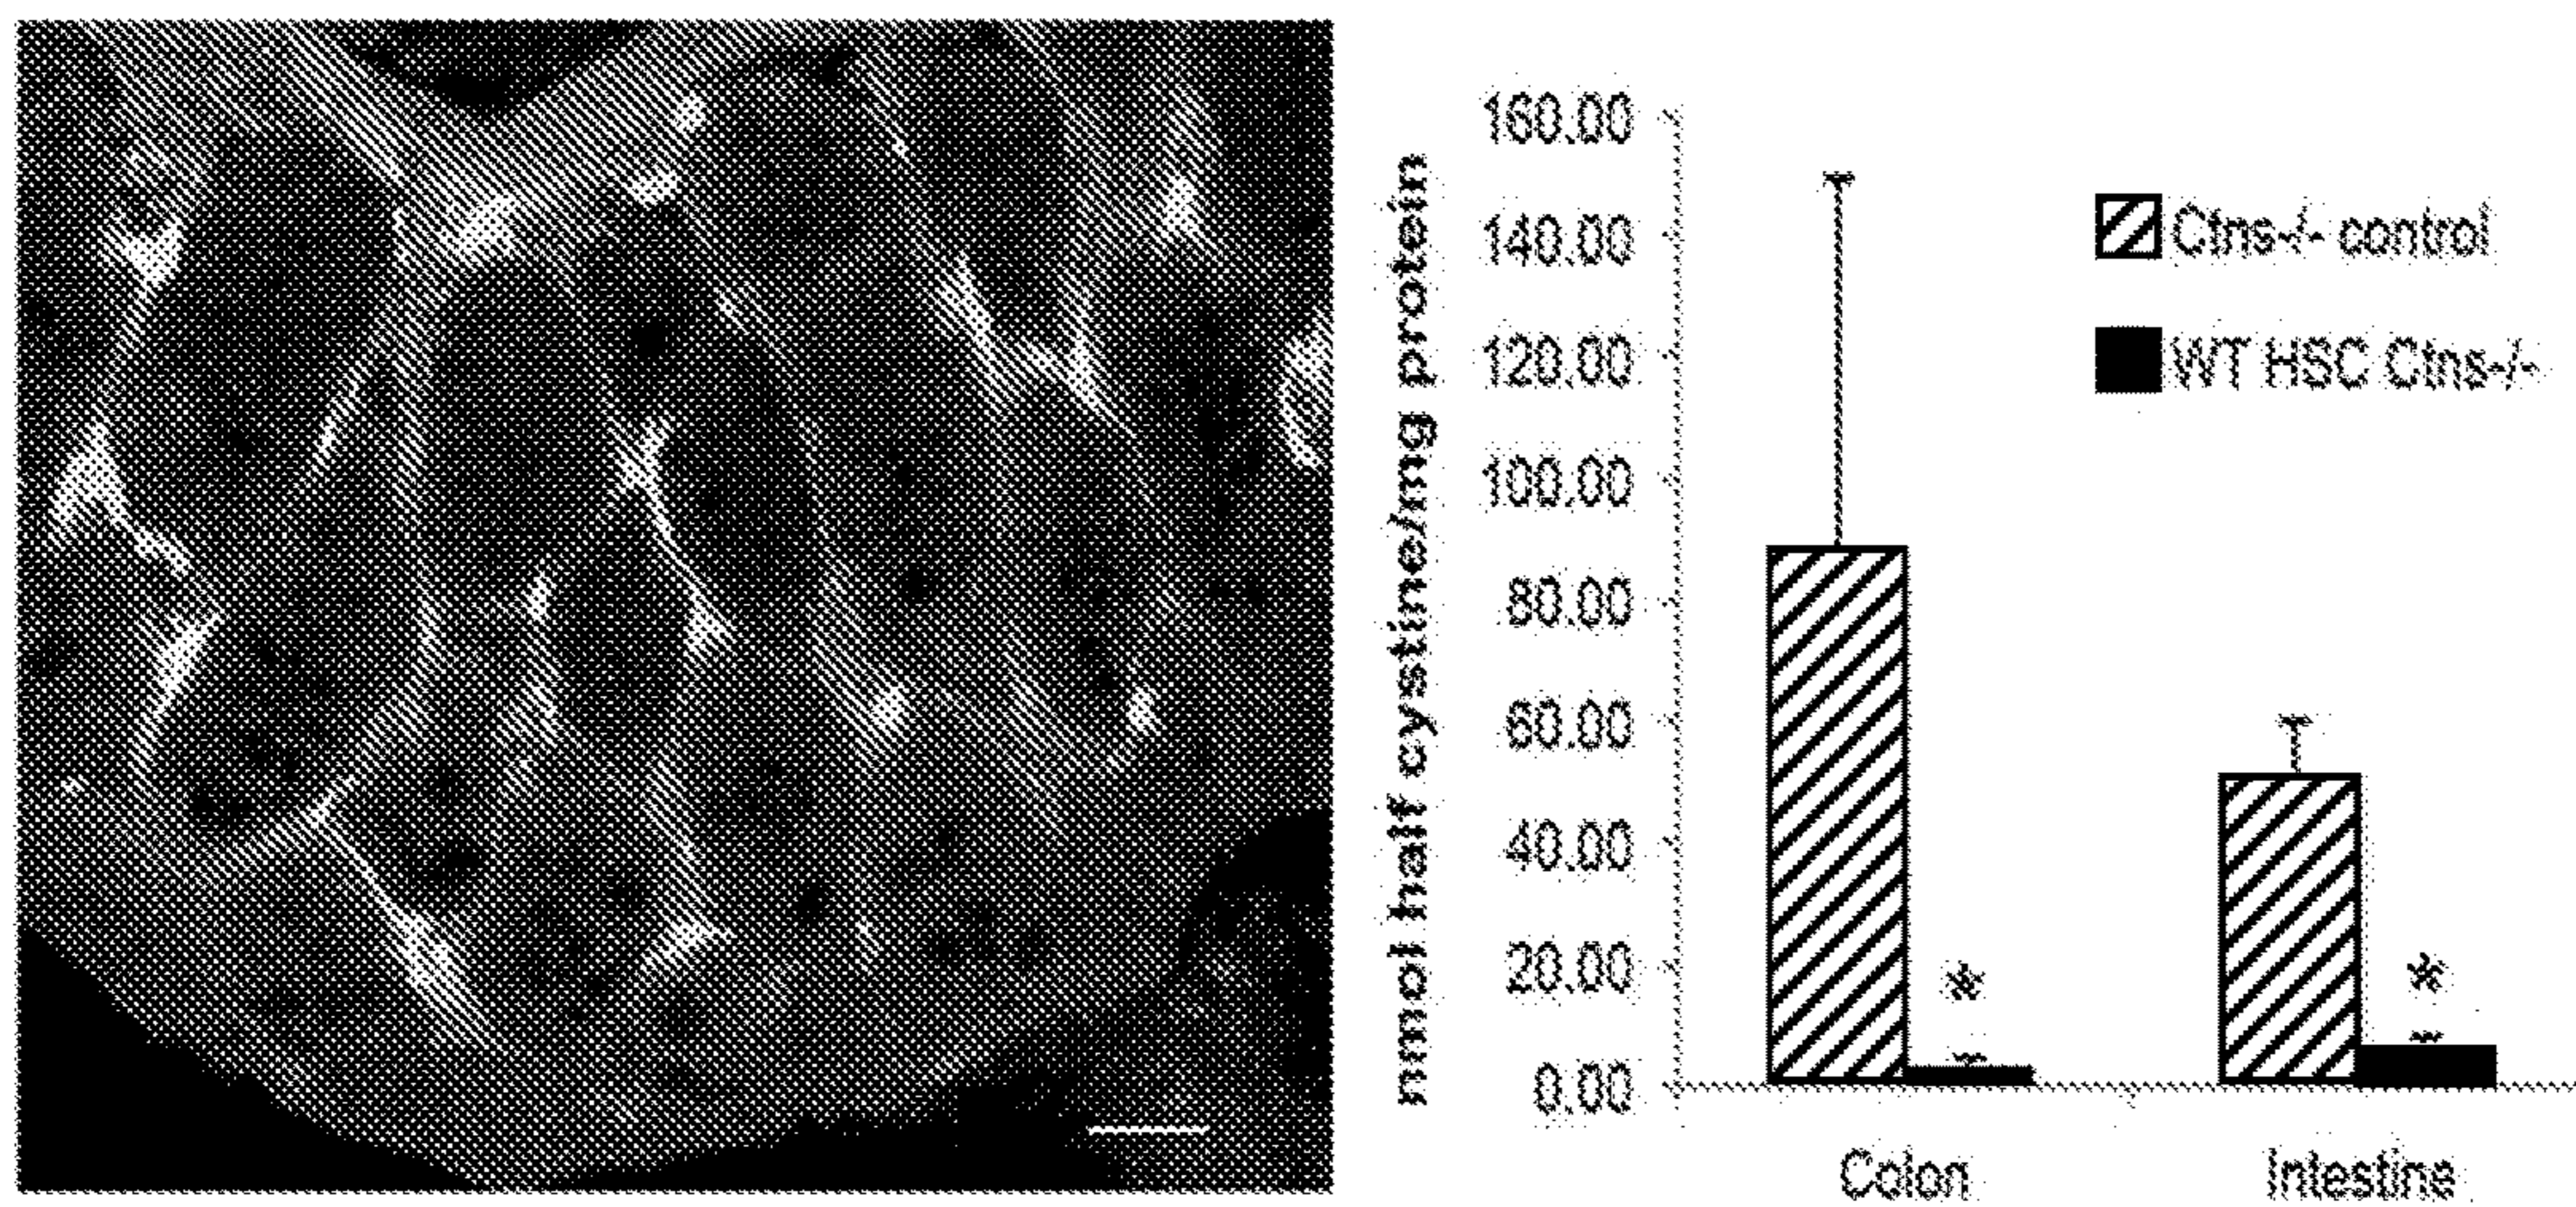 nmol half cystine/mg protein
160.00
140.00
120.00
100.00
80.00
60.00
40.00
20.00
0.00
Ctns-/- control
WT HSC Ctns-/-
*
*
Colon
Intestine